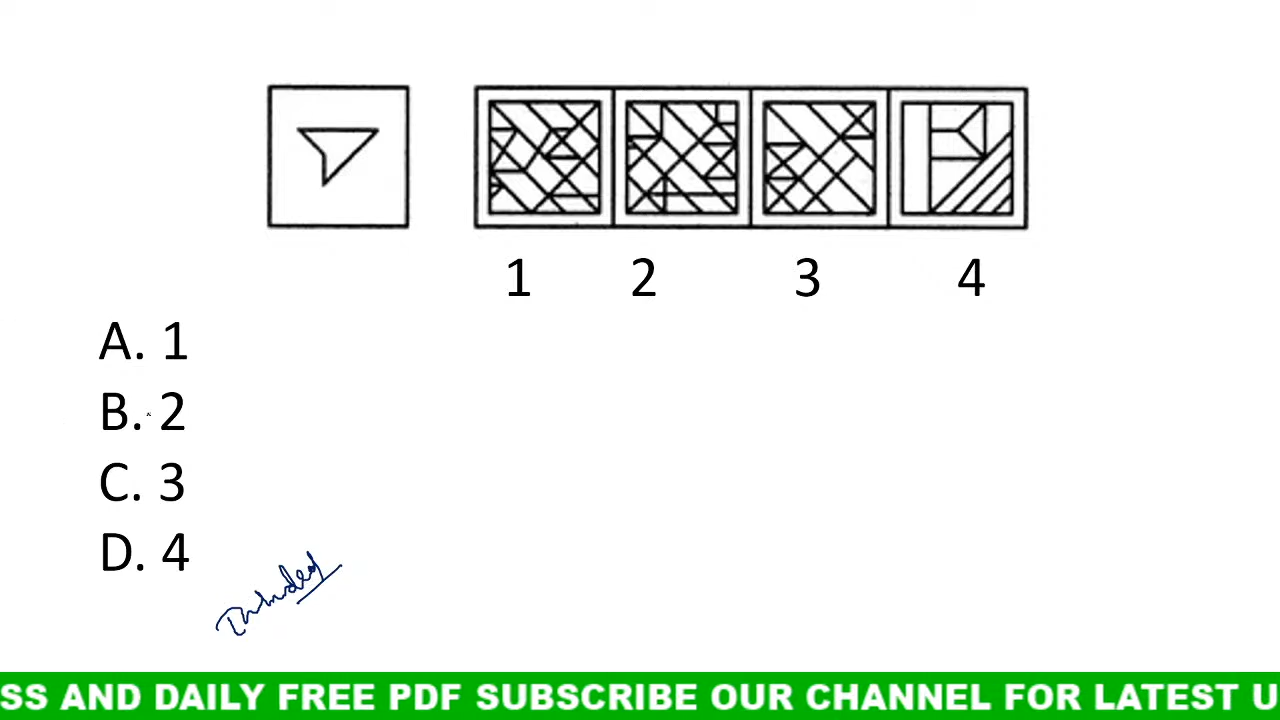 1 2 3 4
A. 1
B. 2
C. 3
D. 4
SS AND DAILY FREE PDF SUBSCRIBE OUR CHANNEL FOR LATEST U